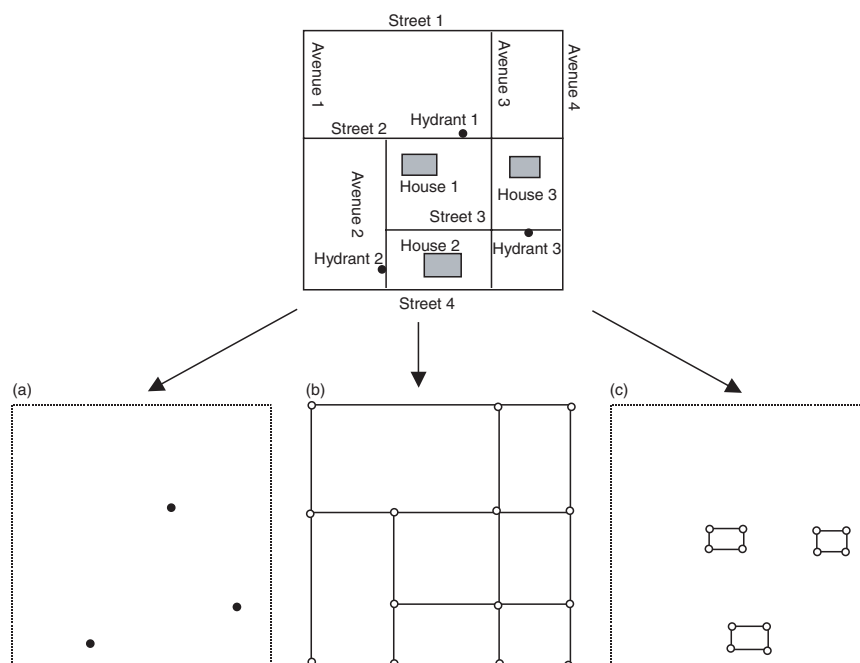 Street 1
Avenue 1
Avenue 3
Avenue 4
Hydrant 1
Street 2
Avenue 2
House 1
House 3
Street 3
House 2
Hydrant 2
Hydrant 3
Street 4
(a)
(b)
(c)